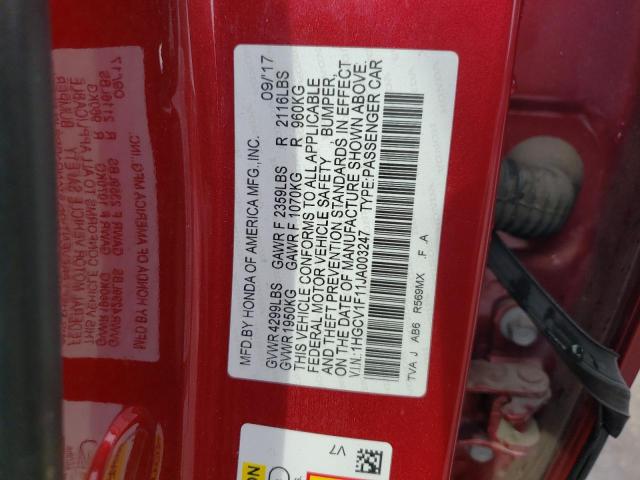 MFD.BY HONDA OF AMERICA MFG.,INC. 09/'17
GVWR 4299LBS GAWR F 2359LBS R 2116LBS
GVWR 1950KG GAWR F 1070KG R 960KG
THIS VEHICLE CONFORMS TO ALL APPLICABLE
FEDERAL MOTOR VEHICLE SAFETY , BUMPER,
AND THEFT PREVENTION STANDARDS IN EFFECT
ON THE DATE OF MANUFACTURE SHOWN ABOVE.
V.I.N.:1HGCV1F11JA003247 TYPE:PASSENGER CAR
TVA J AB6 R569MX .F .A
V7